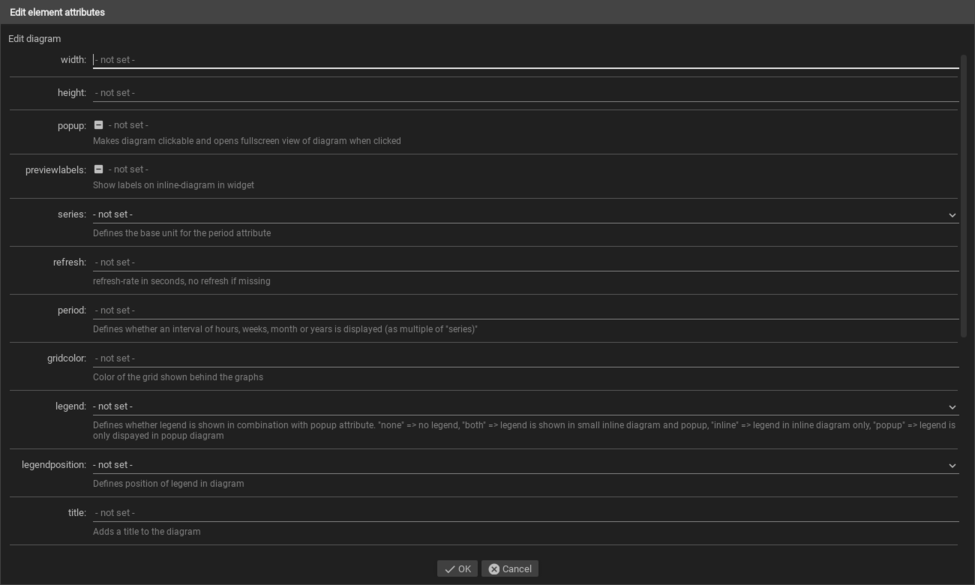 Edit element attributes
Edit diagram
width: - not set -
height: - not set -
popup: - not set -
Makes diagram clickable and opens fullscreen view of diagram when clicked
previewlabels: - not set -
Show labels on inline-diagram in widget
series: - not set -
Defines the base unit for the period attribute
refresh: - not set -
refresh-rate in seconds, no refresh if missing
period: - not set -
Defines whether an interval of hours, weeks, month or years is displayed (as multiple of "series)"
gridcolor: - not set -
Color of the grid shown behind the graphs
legend: - not set -
Defines whether legend is shown in combination with popup attribute. "none" => no legend, "both" => legend is shown in small inline diagram and popup, "inline" => legend in inline diagram only, "popup" => legend is
only dispayed in popup diagram
legendposition: - not set -
Defines position of legend in diagram
title: - not set -
Adds a title to the diagram
OK Cancel